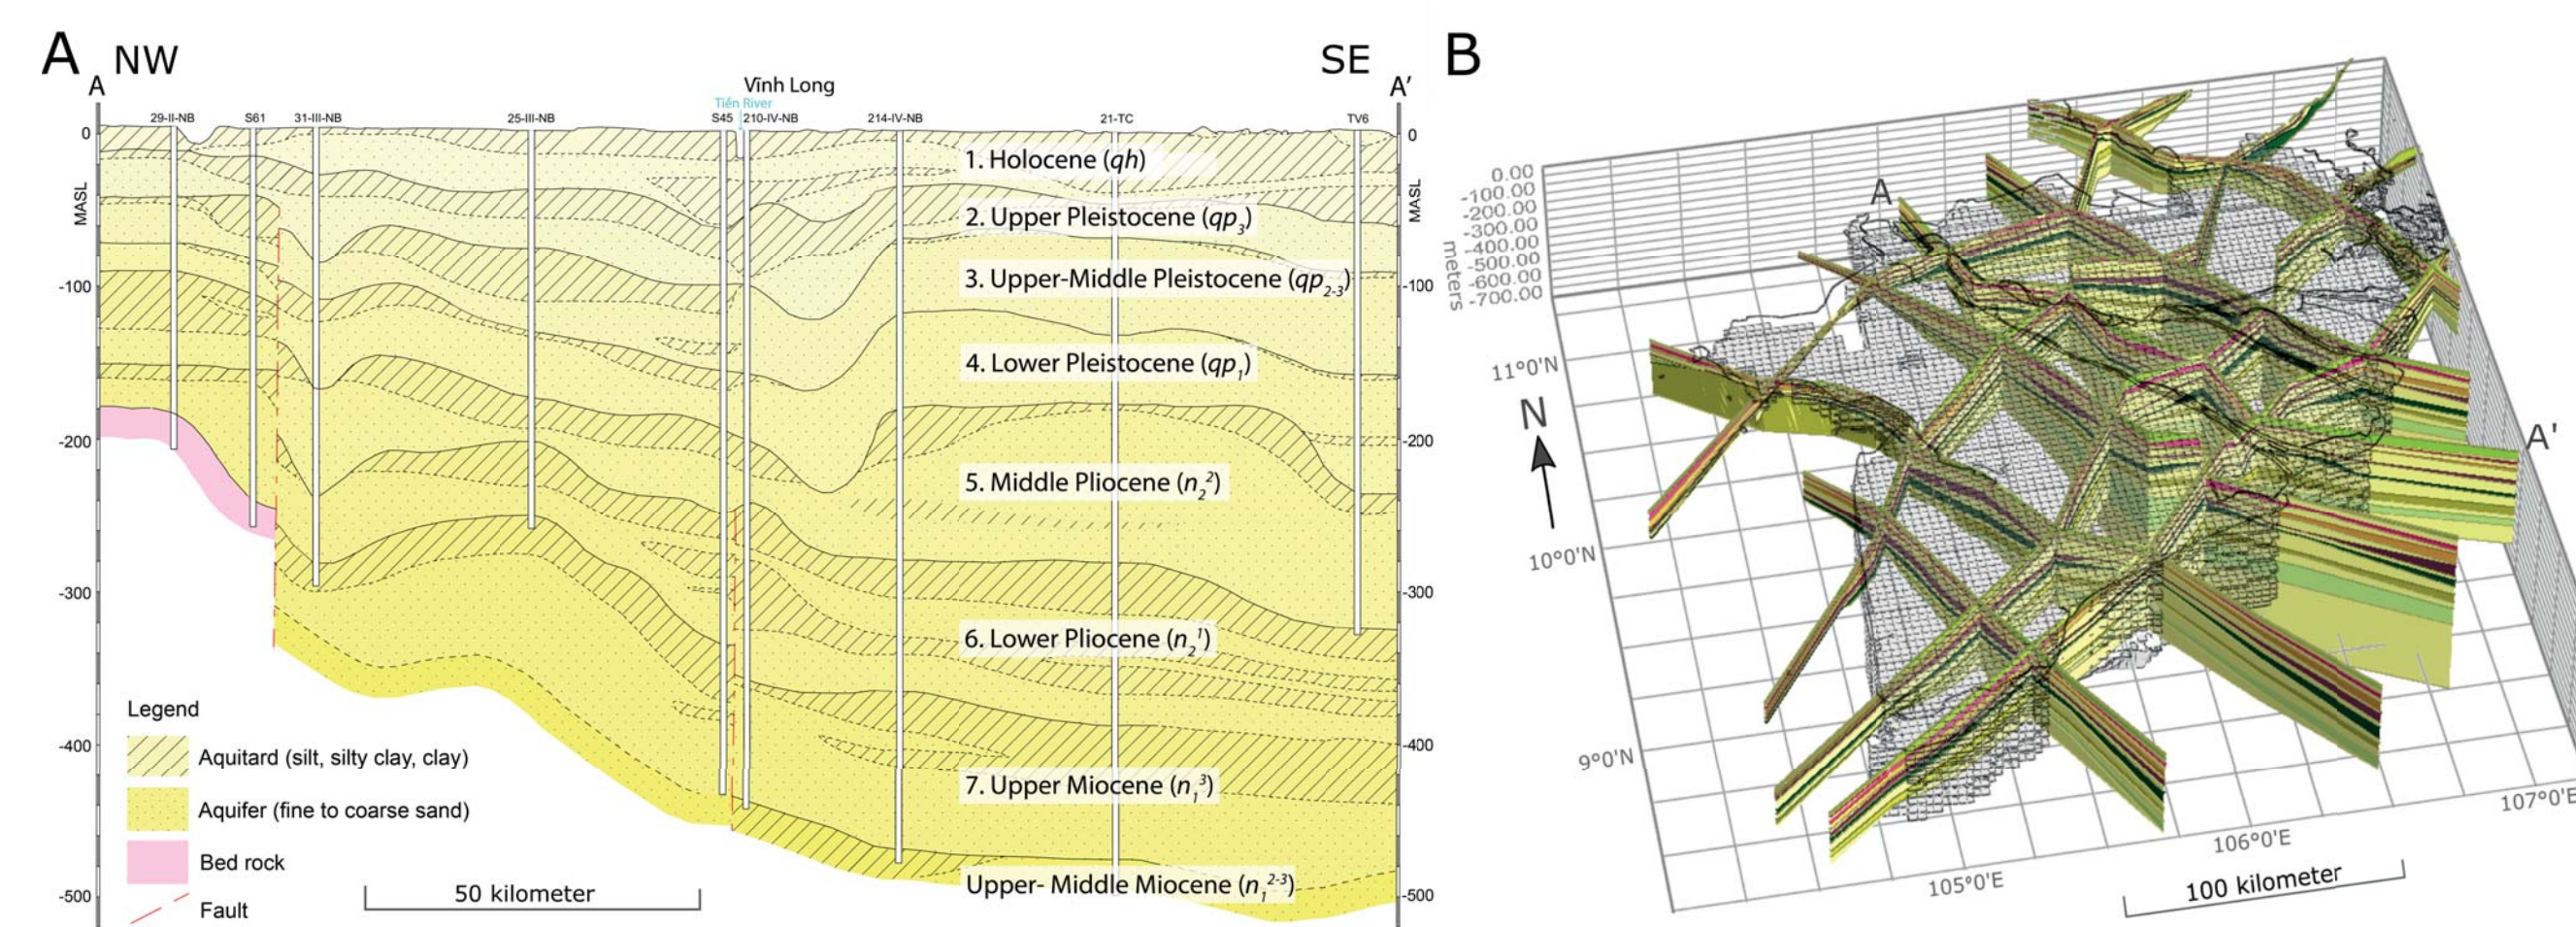 A NW
A
Vĩnh Long
Tiền River
SE
A'
29-II-NB S61 31-III-NB 25-III-NB S45 210-IV-NB 214-IV-NB 21-TC TV6
0
-100
-200
-300
-400
-500
MASL
0
-100
-200
-300
-400
-500
MASL
1. Holocene (qh)
2. Upper Pleistocene (qp₃)
3. Upper-Middle Pleistocene (qp₂₋₃)
4. Lower Pleistocene (qp₁)
5. Middle Pliocene (n₂²)
6. Lower Pliocene (n₂¹)
7. Upper Miocene (n₁³)
Upper- Middle Miocene (n₁²⁻³)
Legend
Aquitard (silt, silty clay, clay)
Aquifer (fine to coarse sand)
Bed rock
Fault
50 kilometer
B
0.00
-100.00
-200.00
-300.00
-400.00
-500.00
-600.00
-700.00
meters
A
A'
N
11°0'N
10°0'N
9°0'N
105°0'E
106°0'E
107°0'E
100 kilometer